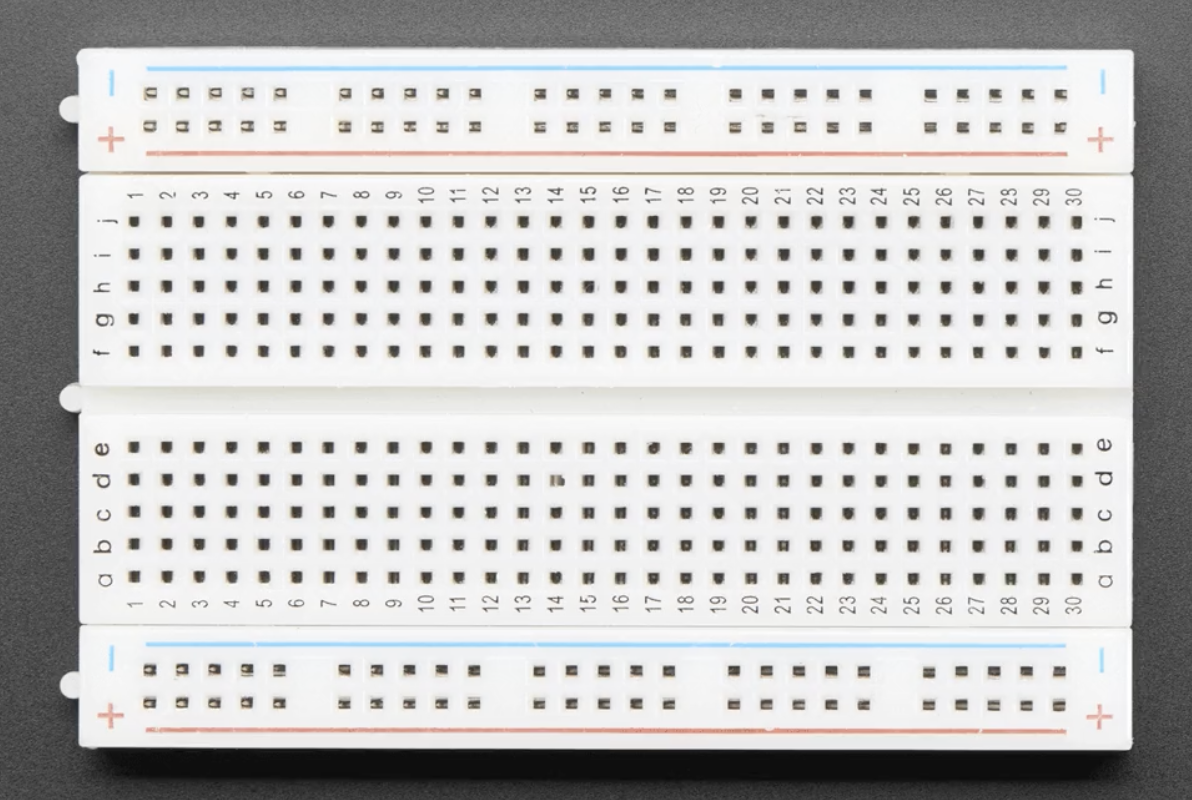 − −
+ +
1 2 3 4 5 6 7 8 9 10 11 12 13 14 15 16 17 18 19 20 21 22 23 24 25 26 27 28 29 30
j j
i i
h h
g g
f f
e e
d d
c c
b b
a a
1 2 3 4 5 6 7 8 9 10 11 12 13 14 15 16 17 18 19 20 21 22 23 24 25 26 27 28 29 30
− −
+ +